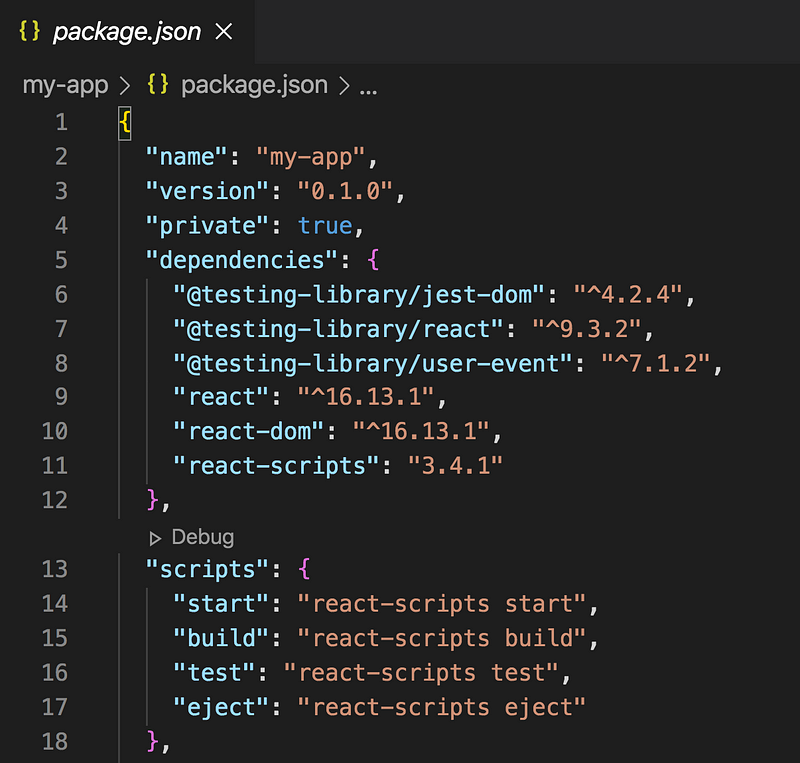 {} package.json ×
my-app > {} package.json > ...
1 {
2 "name": "my-app",
3 "version": "0.1.0",
4 "private": true,
5 "dependencies": {
6 "@testing-library/jest-dom": "^4.2.4",
7 "@testing-library/react": "^9.3.2",
8 "@testing-library/user-event": "^7.1.2",
9 "react": "^16.13.1",
10 "react-dom": "^16.13.1",
11 "react-scripts": "3.4.1"
12 },
Debug
13 "scripts": {
14 "start": "react-scripts start",
15 "build": "react-scripts build",
16 "test": "react-scripts test",
17 "eject": "react-scripts eject"
18 },